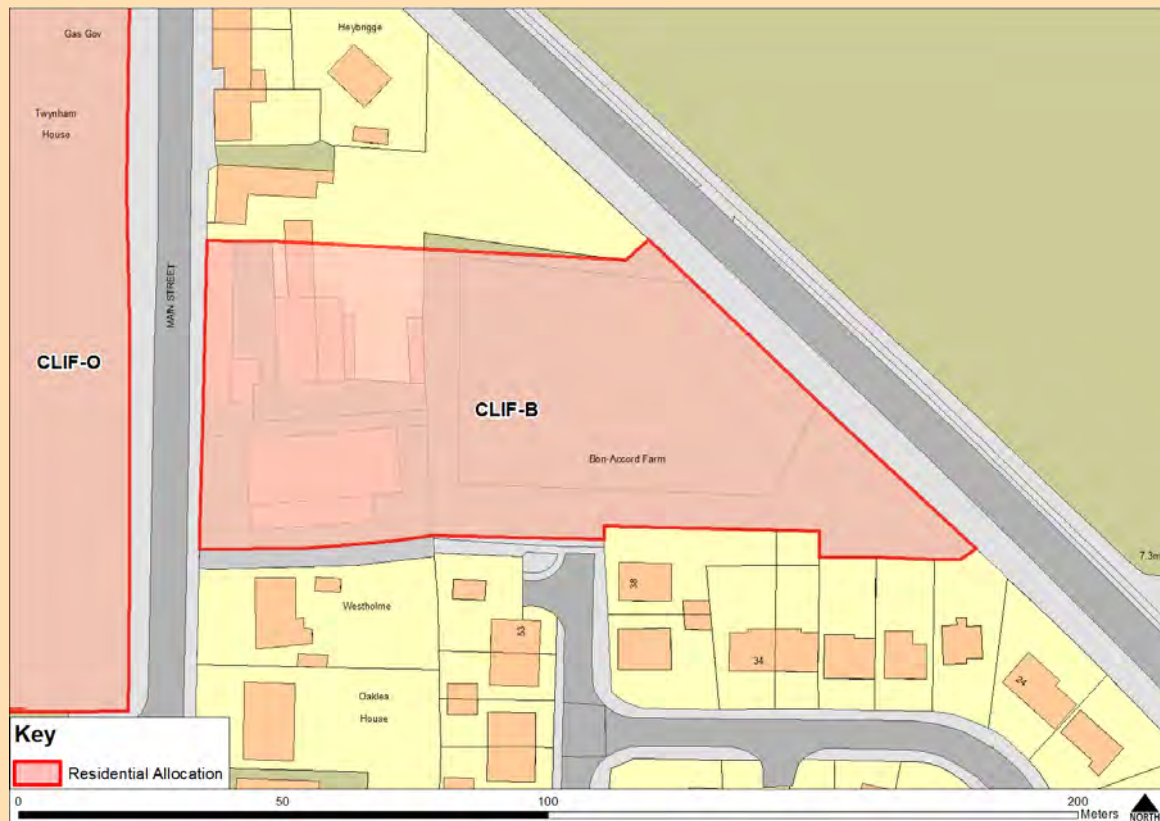 Gas Gov
Heybrigge
Twynham
House
MAIN STREET
CLIF-O
CLIF-B
Bon-Accord Farm
7.3m
38
Westholme
53
34
24
Oaklea
House
Key
Residential Allocation
0 50 100 200
Meters
NORTH